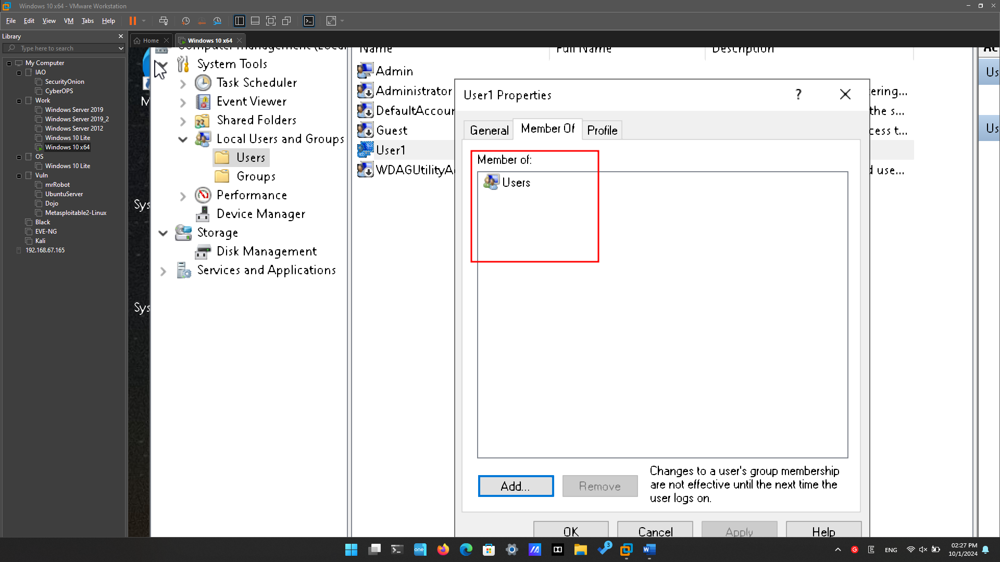 Windows 10 x64 - VMware Workstation
File Edit View VM Tabs Help
Library
Type here to search
My Computer
IAO
SecurityOnion
CyberOPS
Work
Windows Server 2019
Windows Server 2019_2
Windows Server 2012
Windows 10 Lite
Windows 10 x64
OS
Windows 10 Lite
Vuln
mrRobot
UbuntuServer
Dojo
Metasploitable2-Linux
Black
EVE-NG
Kali
192.168.67.165
Home
Windows 10 x64
M
Sys
Sys
Computer Management (Local
System Tools
Task Scheduler
Event Viewer
Shared Folders
Local Users and Groups
Users
Groups
Performance
Device Manager
Storage
Disk Management
Services and Applications
Name Full Name Description
Admin
Administrator
DefaultAccour
Guest
User1
WDAGUtilityA
ering...
the s...
cess t...
d use...
Us
Us
User1 Properties
?
General Member Of Profile
Member of:
Users
Add... Remove
Changes to a user's group membership
are not effective until the next time the
user logs on.
OK Cancel Apply Help
one
3
ENG
02:27 PM
10/1/2024